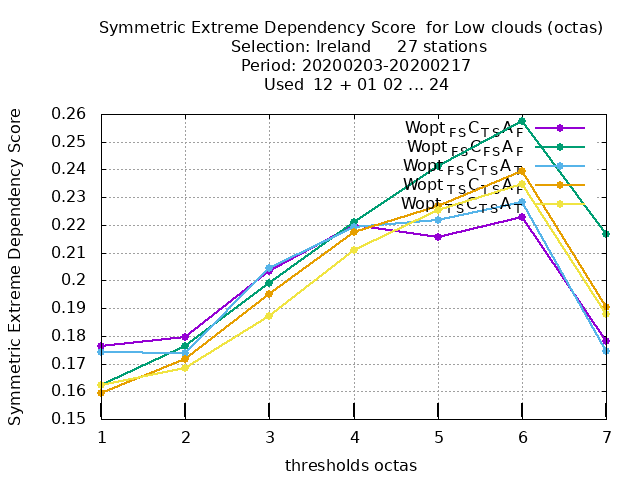 Symmetric Extreme Dependency Score for Low clouds (octas)
Selection: Ireland 27 stations
Period: 20200203-20200217
Used 12 + 01 02 ... 24
Symmetric Extreme Dependency Score
0.26
0.25
0.24
0.23
0.22
0.21
0.2
0.19
0.18
0.17
0.16
0.15
Wopt FS C TS A F
Wopt FS C FS A F
Wopt FS C TS A T
Wopt TS C TS A F
Wopt TS C TS A T
1 2 3 4 5 6 7
thresholds octas